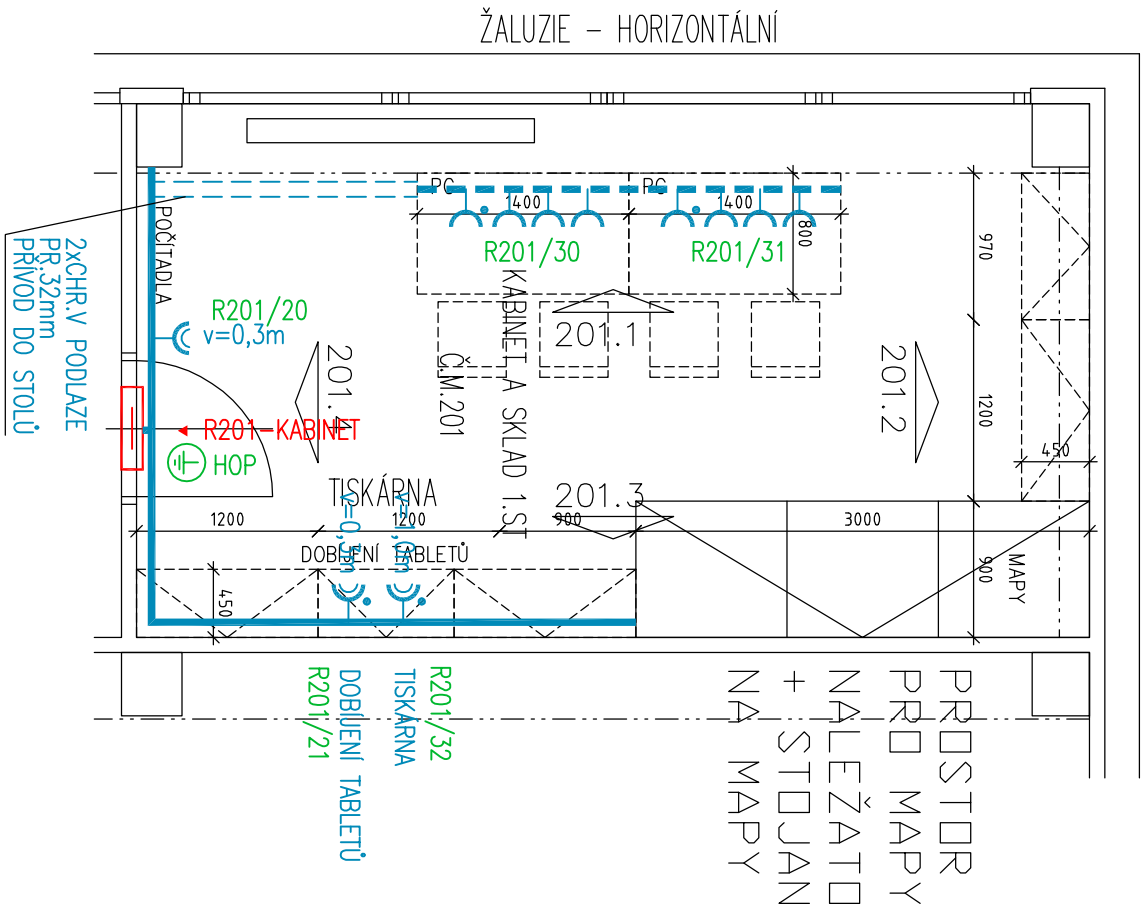 ŽALUZIE – HORIZONTÁLNÍ
PC
PC
1400
1400
800
970
R201/30
R201/31
POČÍTADLA
R201/20
v=0,3m
2xCHR.V PODLAZE
PR.32mm
PŘÍVOD DO STOLŮ
KABINET A SKLAD 1.ST
Č.M.201
201.1
201.2
201.4
201.3
1200
450
R201-KABINET
HOP
TISKÁRNA
v=0,3m
v=1,0m
1200
1200
900
3000
DOBÍJENÍ TABLETŮ
450
900
MAPY
R201/32
TISKÁRNA
DOBÍJENÍ TABLETŮ
R201/21
PROSTOR
PRO MAPY
NALEŽATO
+ STOJAN
NA MAPY